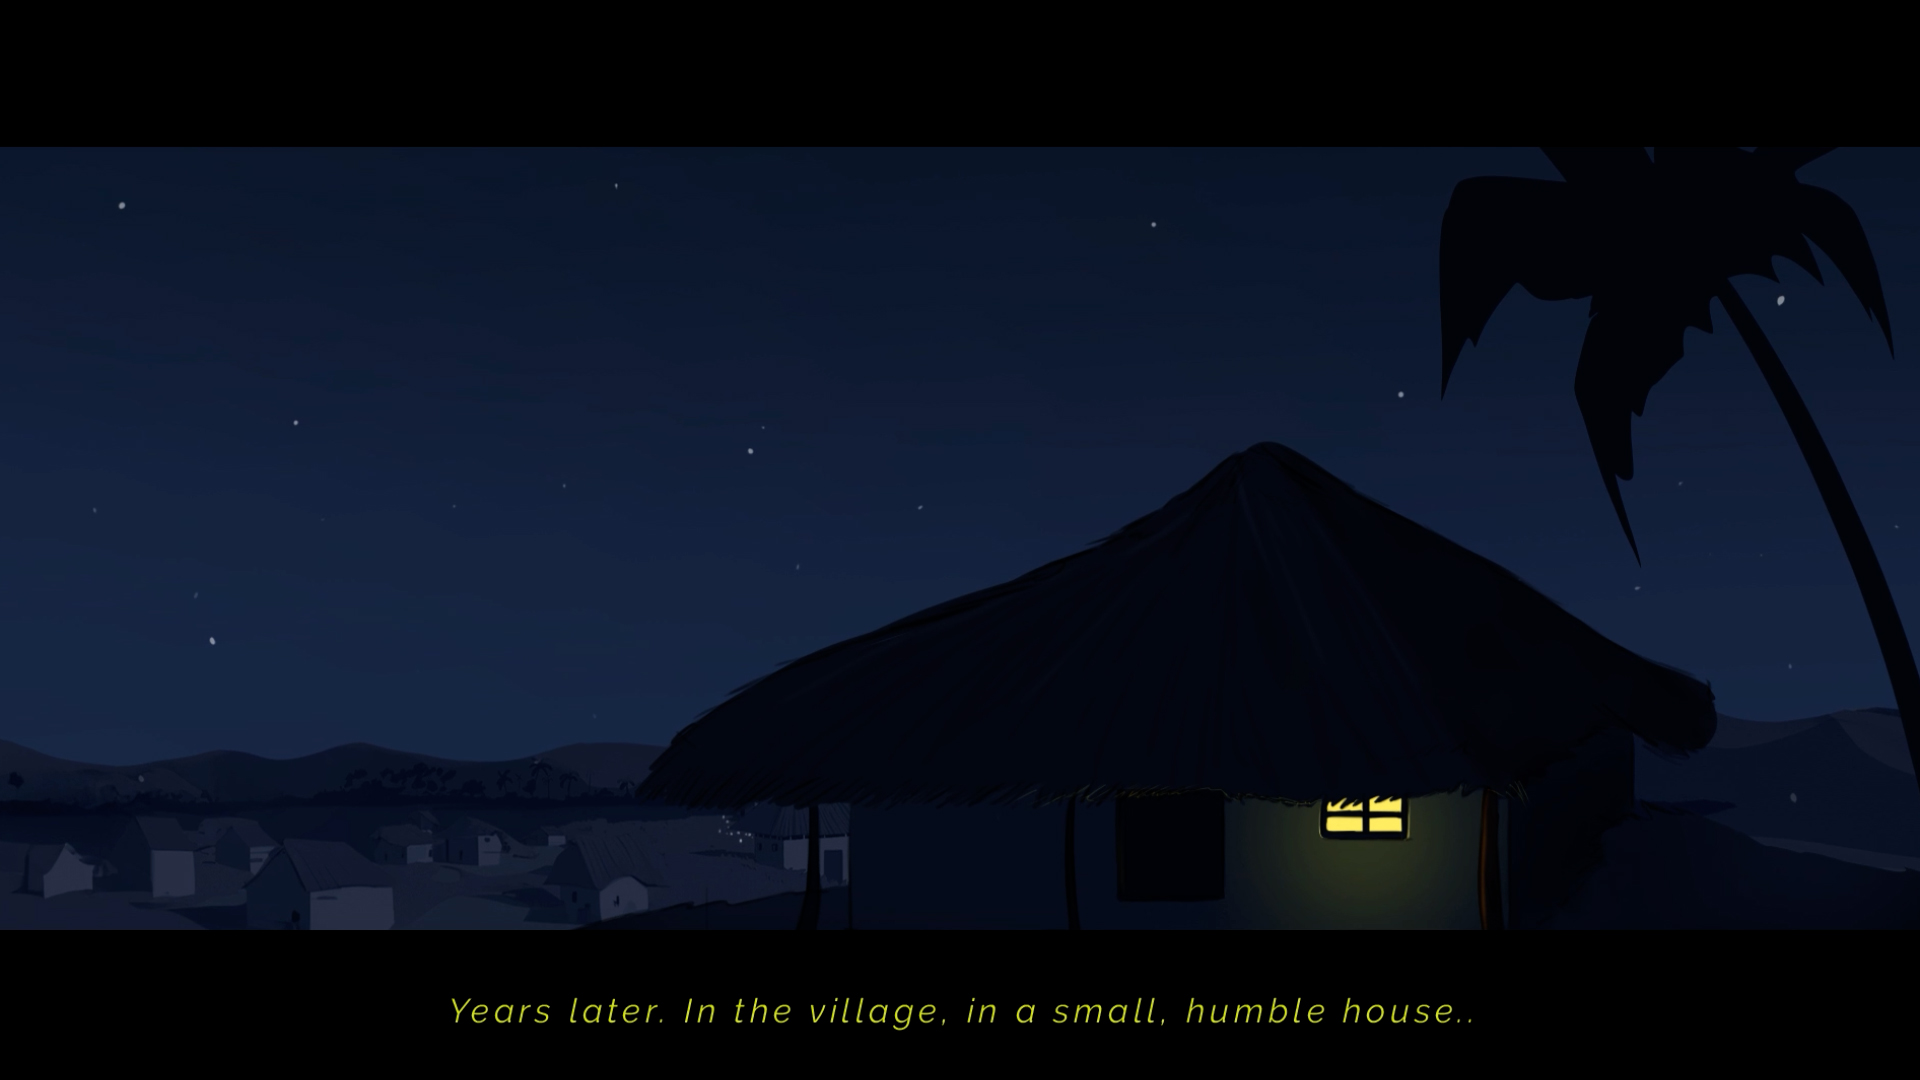 Years later. In the village, in a small, humble house..